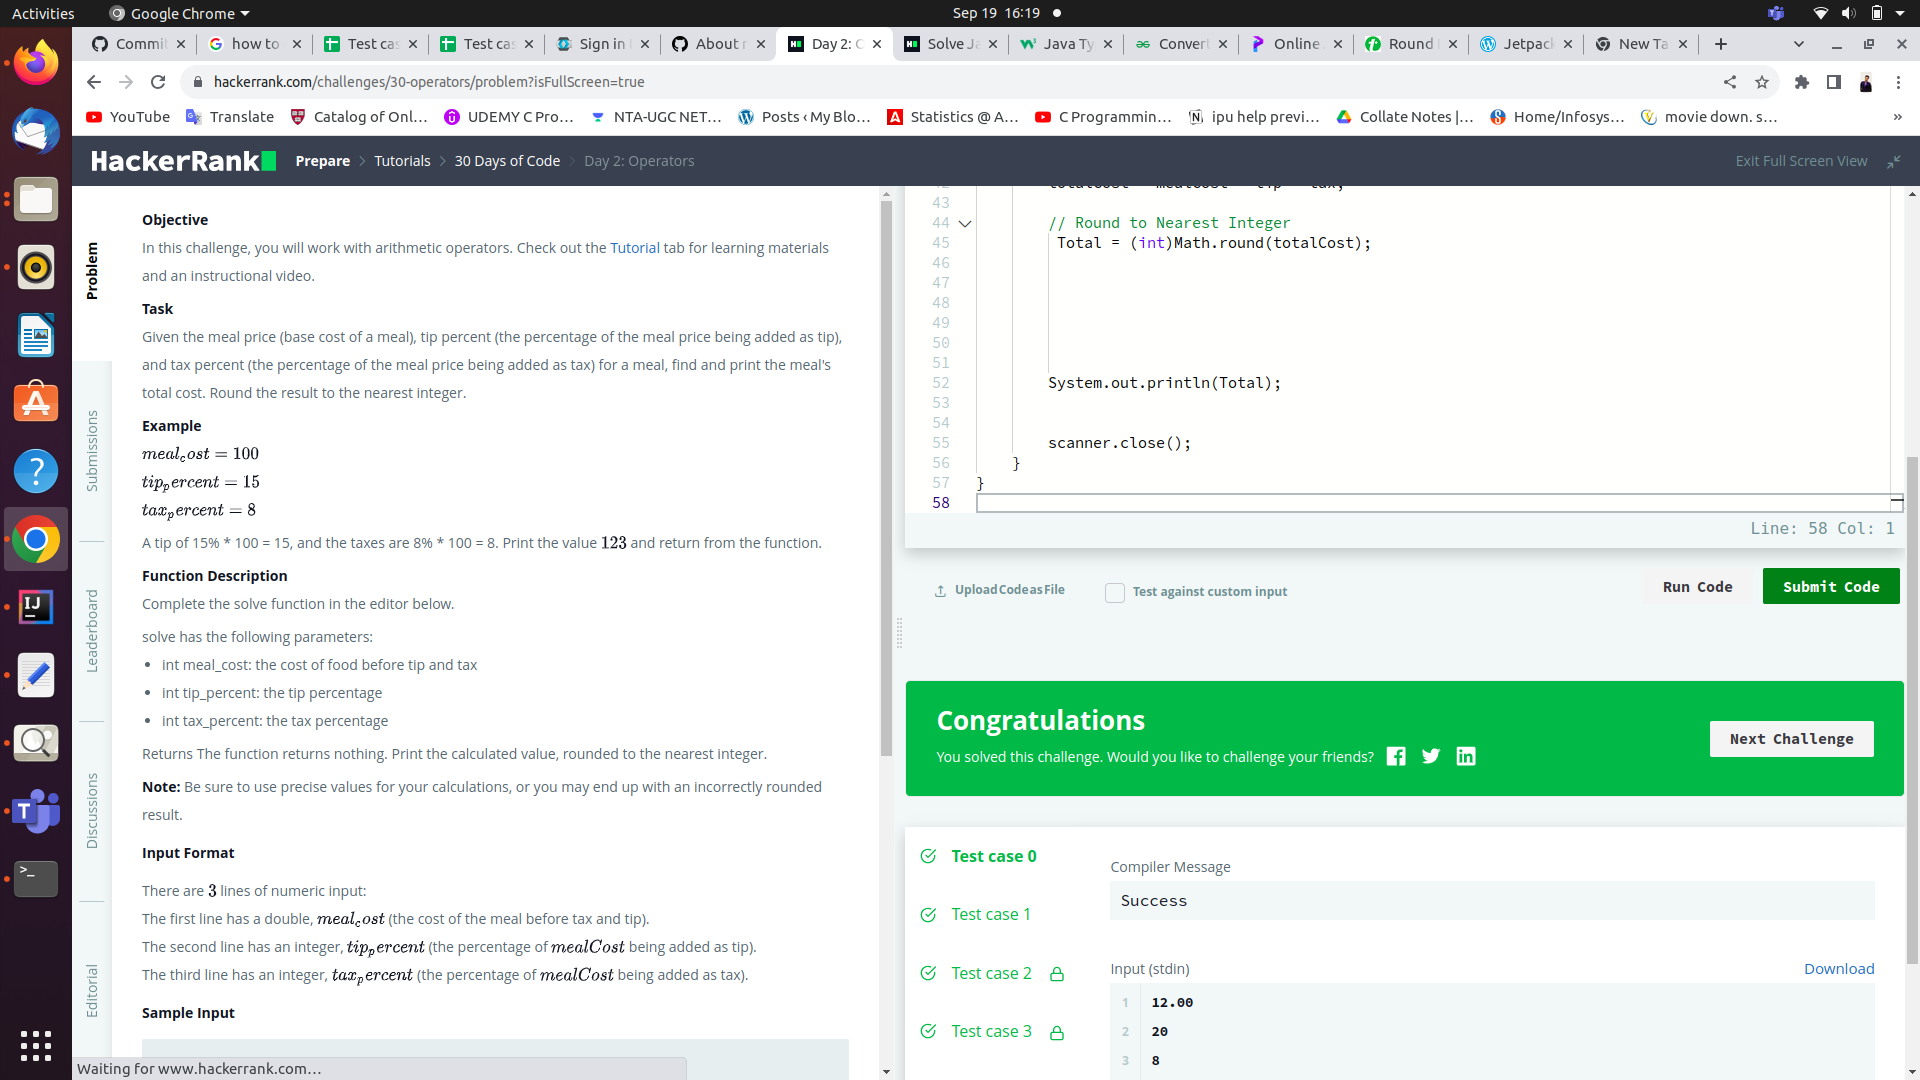 Activities
Google Chrome
Sep 19 16:19
Commit
how to
Test cas
Test cas
Sign in
About r
Day 2: O
Solve Ja
Java Ty
Convert
Online
Round
Jetpack
New Ta
hackerrank.com/challenges/30-operators/problem?isFullScreen=true
YouTube
Translate
Catalog of Onl...
UDEMY C Pro...
NTA-UGC NET...
Posts ‹ My Blo...
Statistics @ A...
C Programmin...
ipu help previ...
Collate Notes |...
Home/Infosys...
movie down. s...
»
HackerRank
Prepare > Tutorials > 30 Days of Code > Day 2: Operators
Exit Full Screen View
Problem
Submissions
Leaderboard
Discussions
Editorial
Objective
In this challenge, you will work with arithmetic operators. Check out the Tutorial tab for learning materials
and an instructional video.
Task
Given the meal price (base cost of a meal), tip percent (the percentage of the meal price being added as tip),
and tax percent (the percentage of the meal price being added as tax) for a meal, find and print the meal's
total cost. Round the result to the nearest integer.
Example
meal_cost = 100
tip_percent = 15
tax_percent = 8
A tip of 15% * 100 = 15, and the taxes are 8% * 100 = 8. Print the value 123 and return from the function.
Function Description
Complete the solve function in the editor below.
solve has the following parameters:
• int meal_cost: the cost of food before tip and tax
• int tip_percent: the tip percentage
• int tax_percent: the tax percentage
Returns The function returns nothing. Print the calculated value, rounded to the nearest integer.
Note: Be sure to use precise values for your calculations, or you may end up with an incorrectly rounded
result.
Input Format
There are 3 lines of numeric input:
The first line has a double, meal_cost (the cost of the meal before tax and tip).
The second line has an integer, tip_percent (the percentage of mealCost being added as tip).
The third line has an integer, tax_percent (the percentage of mealCost being added as tax).
Sample Input
Waiting for www.hackerrank.com...
43
44 // Round to Nearest Integer
45 Total = (int)Math.round(totalCost);
46
47
48
49
50
51
52 System.out.println(Total);
53
54
55 scanner.close();
56 }
57 }
58
Line: 58 Col: 1
Upload Code as File
Test against custom input
Run Code
Submit Code
Congratulations
You solved this challenge. Would you like to challenge your friends?
Next Challenge
Test case 0
Test case 1
Test case 2
Test case 3
Compiler Message
Success
Input (stdin)
Download
1 12.00
2 20
3 8